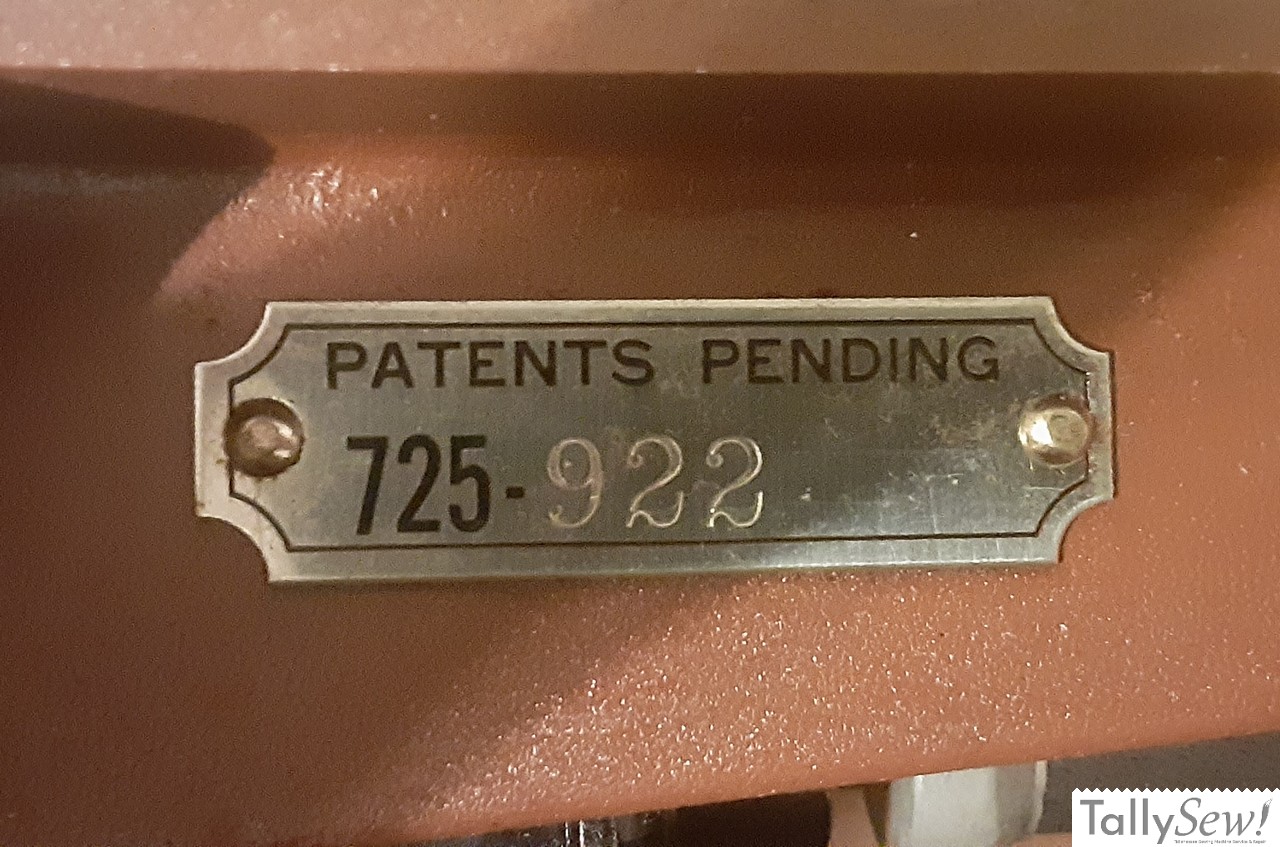 PATENTS PENDING
725-922
TallySew!